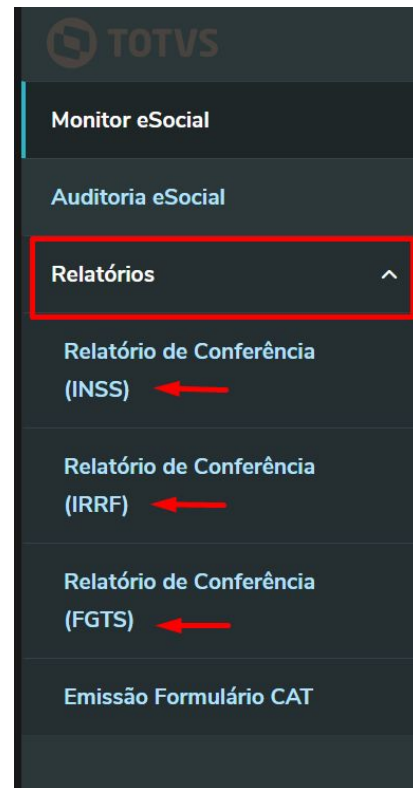 TOTVS
Monitor eSocial
Auditoria eSocial
Relatórios
Relatório de Conferência
(INSS)
Relatório de Conferência
(IRRF)
Relatório de Conferência
(FGTS)
Emissão Formulário CAT